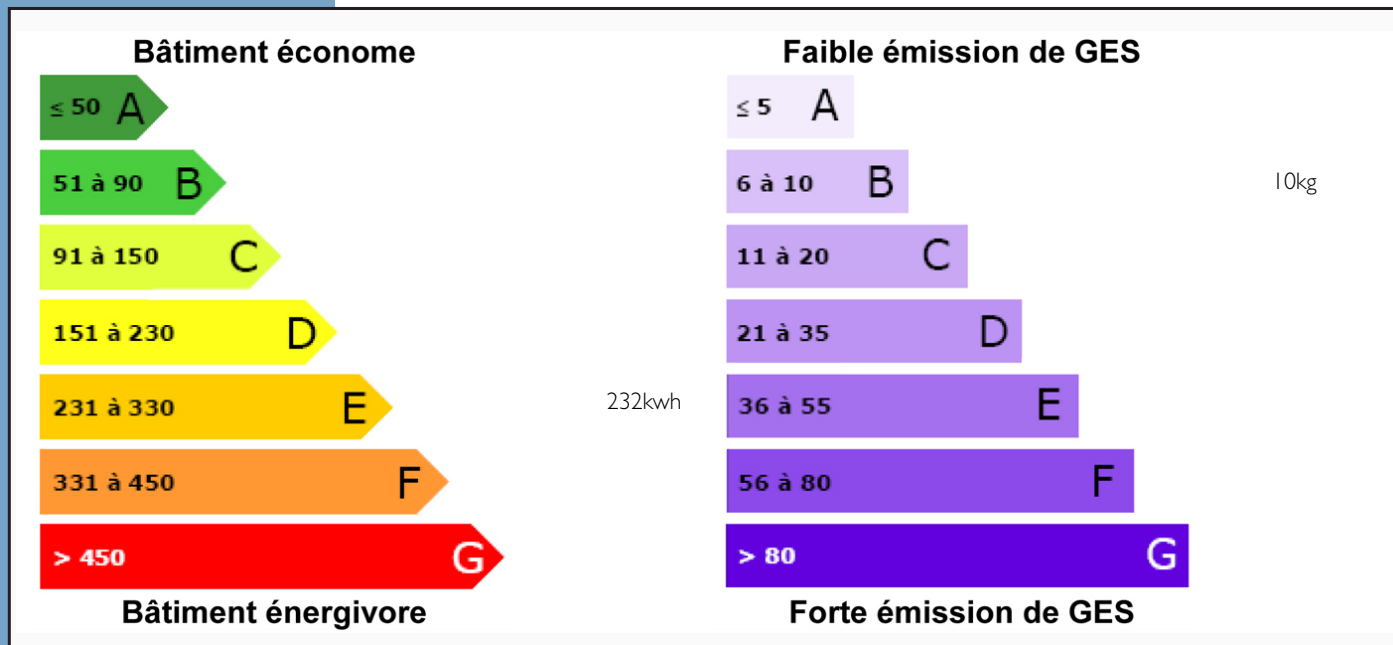 Bâtiment économe
≤ 50 A
51 à 90 B
91 à 150 C
151 à 230 D
231 à 330 E
232kwh
331 à 450 F
> 450 G
Bâtiment énergivore
Faible émission de GES
≤ 5 A
6 à 10 B
10kg
11 à 20 C
21 à 35 D
36 à 55 E
56 à 80 F
> 80 G
Forte émission de GES